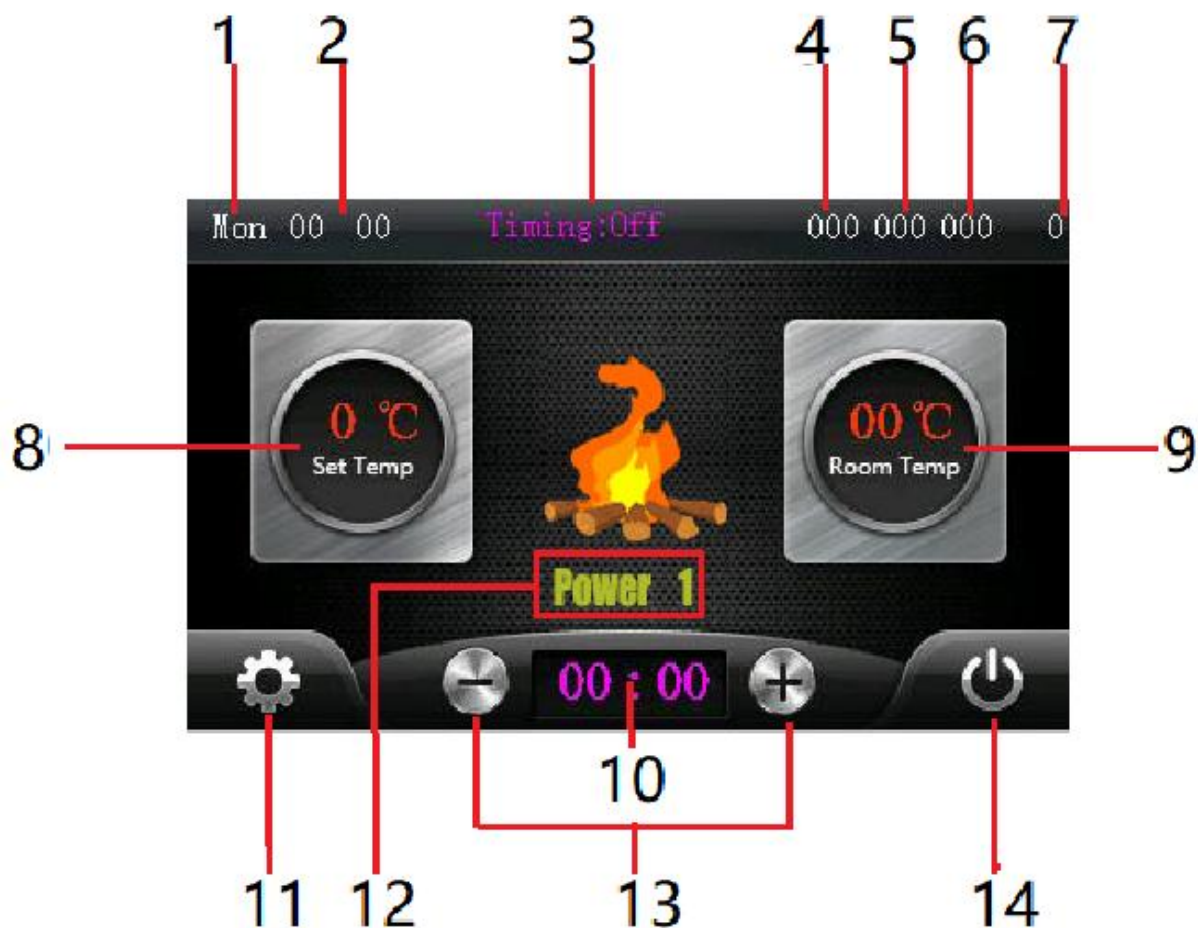 1 2 3 4 5 6 7
Mon 00 00 Timing:Off 000 000 000 0
8 0 ℃ 00 ℃ 9
Set Temp Room Temp
Power 1
− 00 : 00 +
10
11 12 13 14